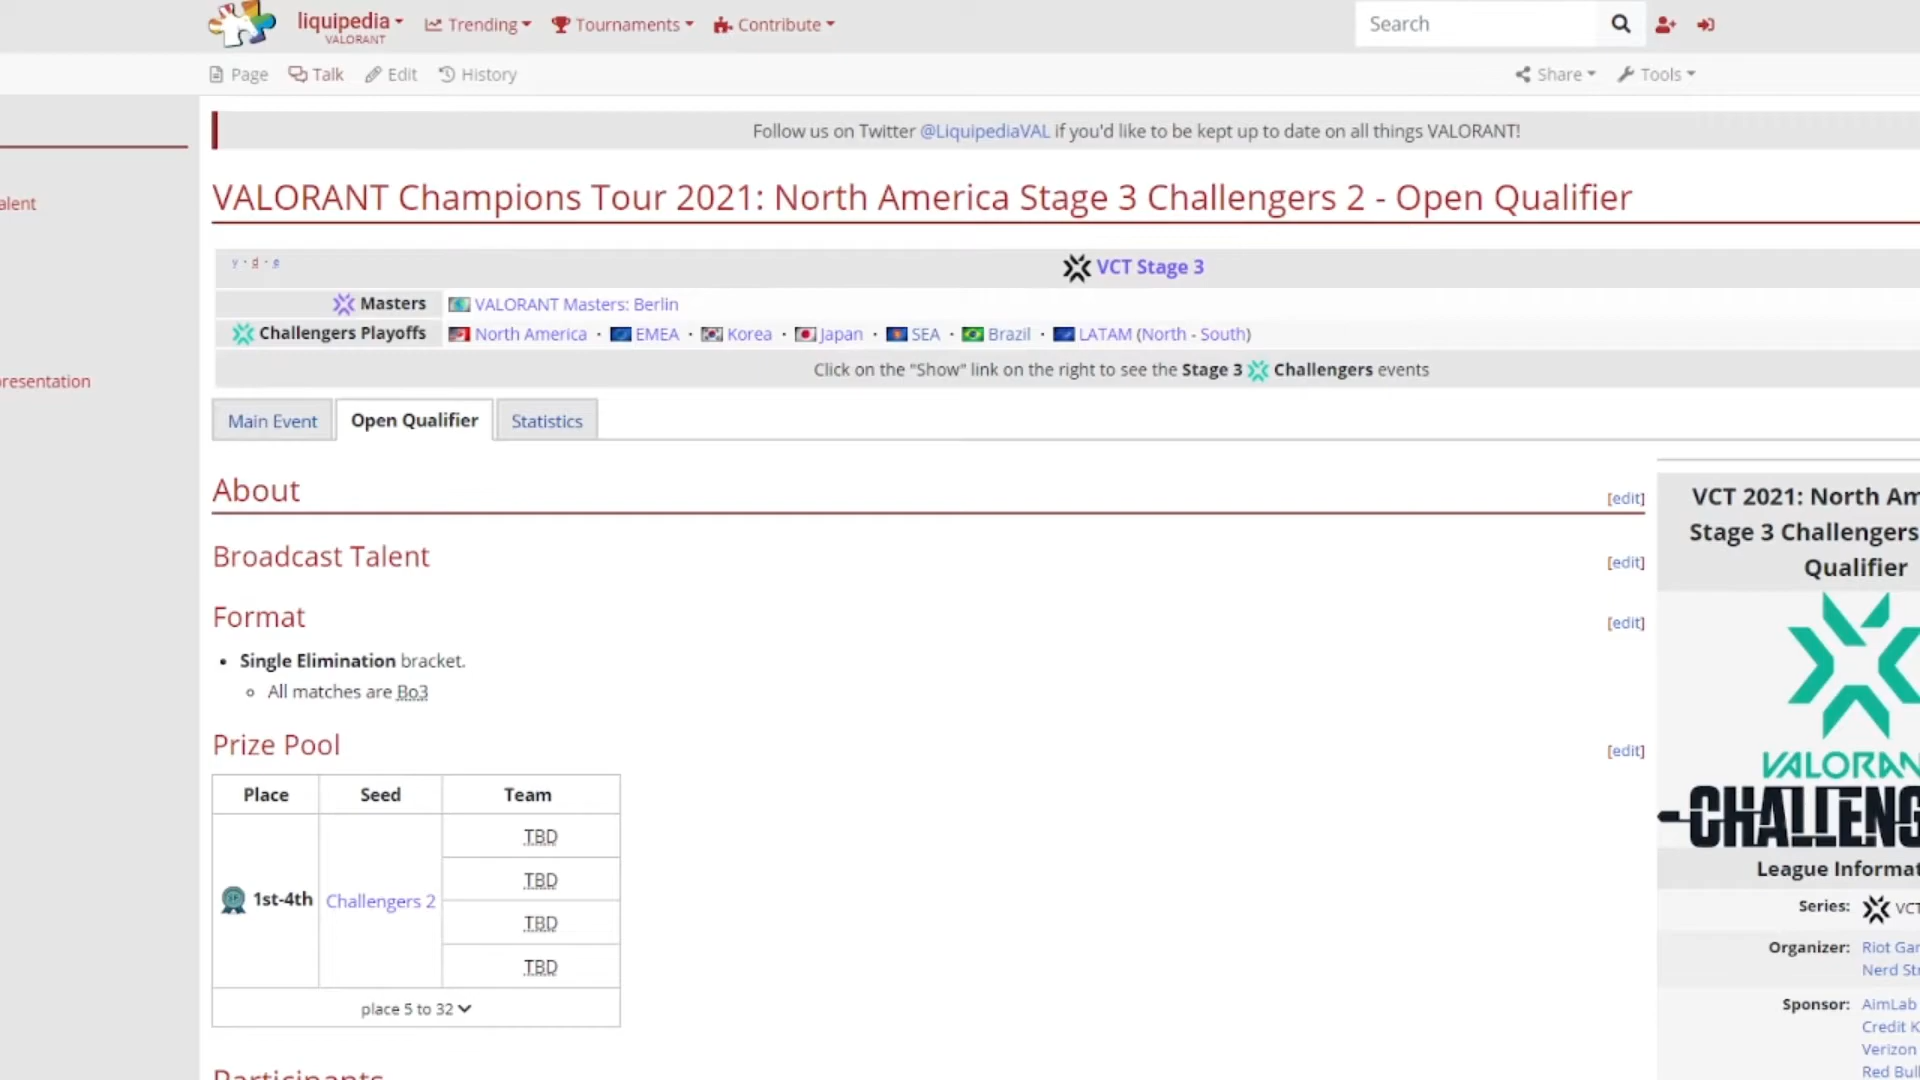 liquipedia
VALORANT
Trending
Tournaments
Contribute
Search
Page
Talk
Edit
History
Share
Tools
Follow us on Twitter @LiquipediaVAL if you'd like to be kept up to date on all things VALORANT!
VALORANT Champions Tour 2021: North America Stage 3 Challengers 2 - Open Qualifier
alent
resentation
v · d · e
VCT Stage 3
Masters
VALORANT Masters: Berlin
Challengers Playoffs
North America · EMEA · Korea · Japan · SEA · Brazil · LATAM (North - South)
Click on the "Show" link on the right to see the Stage 3 Challengers events
Main Event
Open Qualifier
Statistics
About
[edit]
Broadcast Talent
[edit]
Format
[edit]
• Single Elimination bracket.
All matches are Bo3
Prize Pool
[edit]
Place Seed Team
1st-4th
Challengers 2
TBD
TBD
TBD
TBD
place 5 to 32
Participants
VCT 2021: North Am
Stage 3 Challengers
Qualifier
VALORAN
CHALLENG
League Informat
Series: VCT
Organizer: Riot Gar
Nerd Str
Sponsor: AimLab
Credit K
Verizon
Red Bull